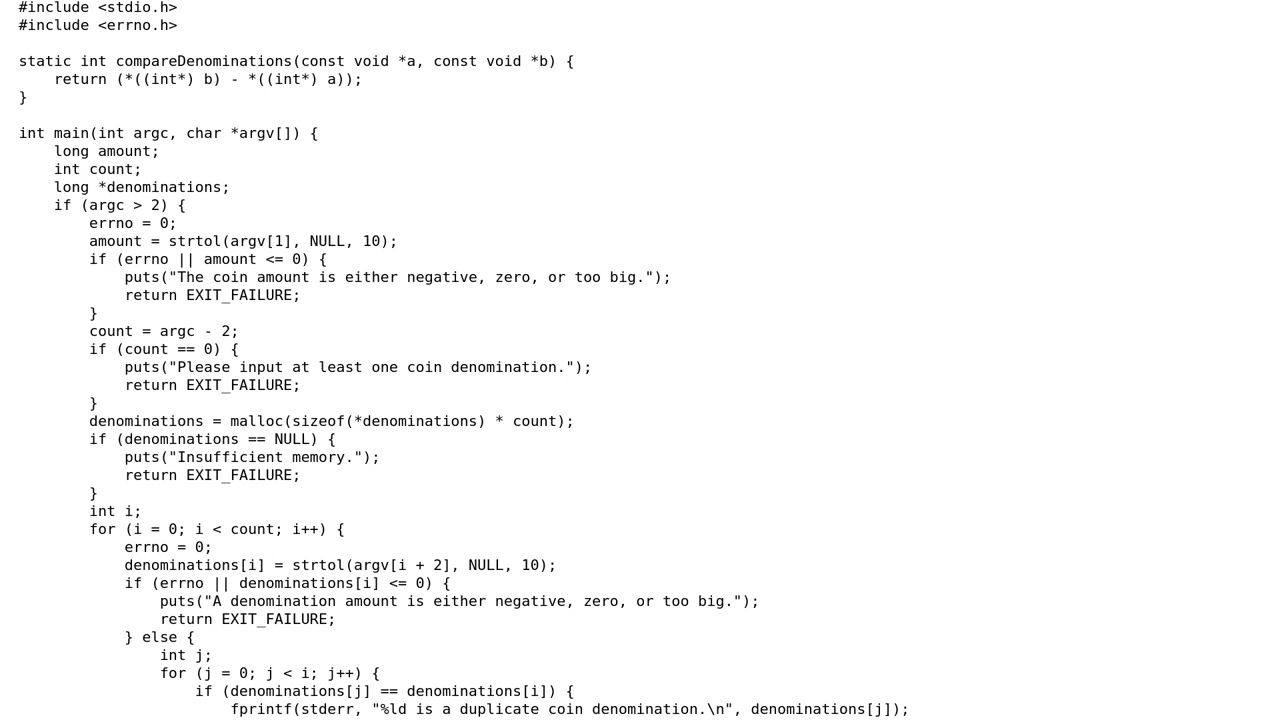 #include <stdio.h>
#include <errno.h>

static int compareDenominations(const void *a, const void *b) {
    return (*((int*) b) - *((int*) a));
}

int main(int argc, char *argv[]) {
    long amount;
    int count;
    long *denominations;
    if (argc > 2) {
        errno = 0;
        amount = strtol(argv[1], NULL, 10);
        if (errno || amount <= 0) {
            puts("The coin amount is either negative, zero, or too big.");
            return EXIT_FAILURE;
        }
        count = argc - 2;
        if (count == 0) {
            puts("Please input at least one coin denomination.");
            return EXIT_FAILURE;
        }
        denominations = malloc(sizeof(*denominations) * count);
        if (denominations == NULL) {
            puts("Insufficient memory.");
            return EXIT_FAILURE;
        }
        int i;
        for (i = 0; i < count; i++) {
            errno = 0;
            denominations[i] = strtol(argv[i + 2], NULL, 10);
            if (errno || denominations[i] <= 0) {
                puts("A denomination amount is either negative, zero, or too big.");
                return EXIT_FAILURE;
            } else {
                int j;
                for (j = 0; j < i; j++) {
                    if (denominations[j] == denominations[i]) {
                        fprintf(stderr, "%ld is a duplicate coin denomination.\n", denominations[j]);